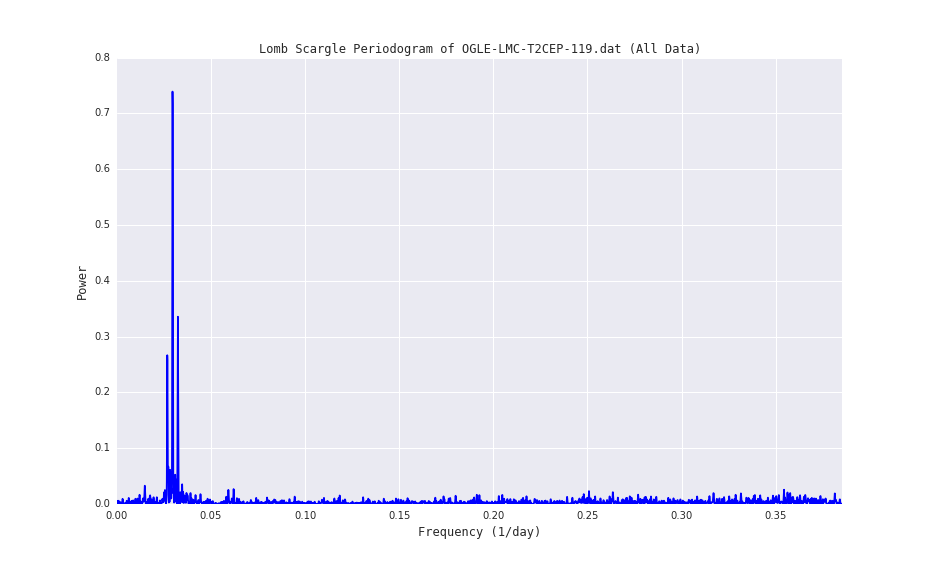 Lomb Scargle Periodogram of OGLE-LMC-T2CEP-119.dat (All Data)
0.8
0.7
0.6
0.5
0.4
0.3
0.2
0.1
0.0
Power
0.00 0.05 0.10 0.15 0.20 0.25 0.30 0.35
Frequency (1/day)